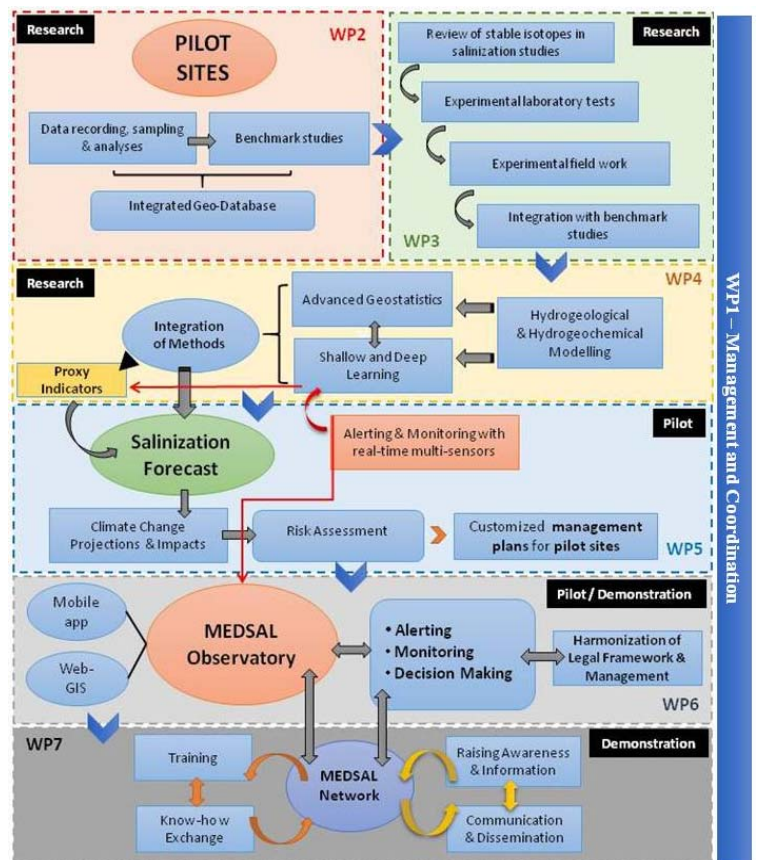 Research
PILOT
SITES
WP2
Data recording, sampling
& analyses
Benchmark studies
Integrated Geo-Database
Review of stable isotopes in
salinization studies
Research
Experimental laboratory tests
Experimental field work
Integration with benchmark
studies
WP3
Research
WP4
Integration
of Methods
Advanced Geostatistics
Shallow and Deep
Learning
Hydrogeological
& Hydrogeochemical
Modelling
Proxy
Indicators
Pilot
Salinization
Forecast
Alerting & Monitoring with
real-time multi-sensors
Climate Change
Projections & Impacts
Risk Assessment
Customized management
plans for pilot sites
WP5
Pilot / Demonstration
Mobile
app
Web-
GIS
MEDSAL
Observatory
• Alerting
• Monitoring
• Decision Making
Harmonization of
Legal Framework &
Management
WP6
WP7
Demonstration
Training
Know-how
Exchange
MEDSAL
Network
Raising Awareness
& Information
Communication
& Dissemination
WP1 – Management and Coordination